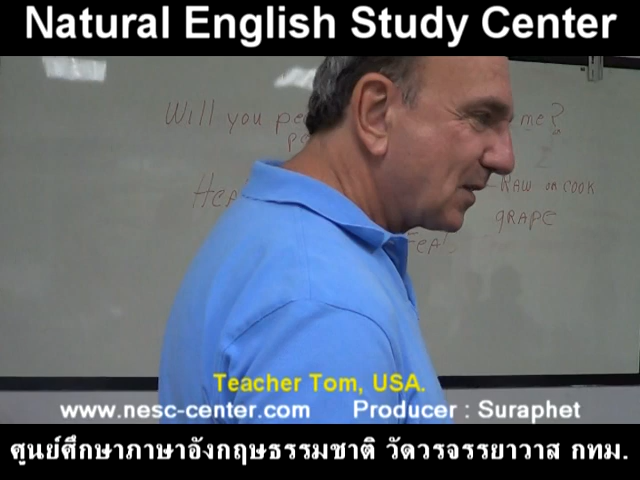 Natural English Study Center
Will you pe me?
Raw or COOK
GRAPE
Teacher Tom, USA.
www.nesc-center.com Producer : Suraphet
ศูนย์ศึกษาภาษาอังกฤษธรรมชาติ วัดวรจรรยาวาส กทม.